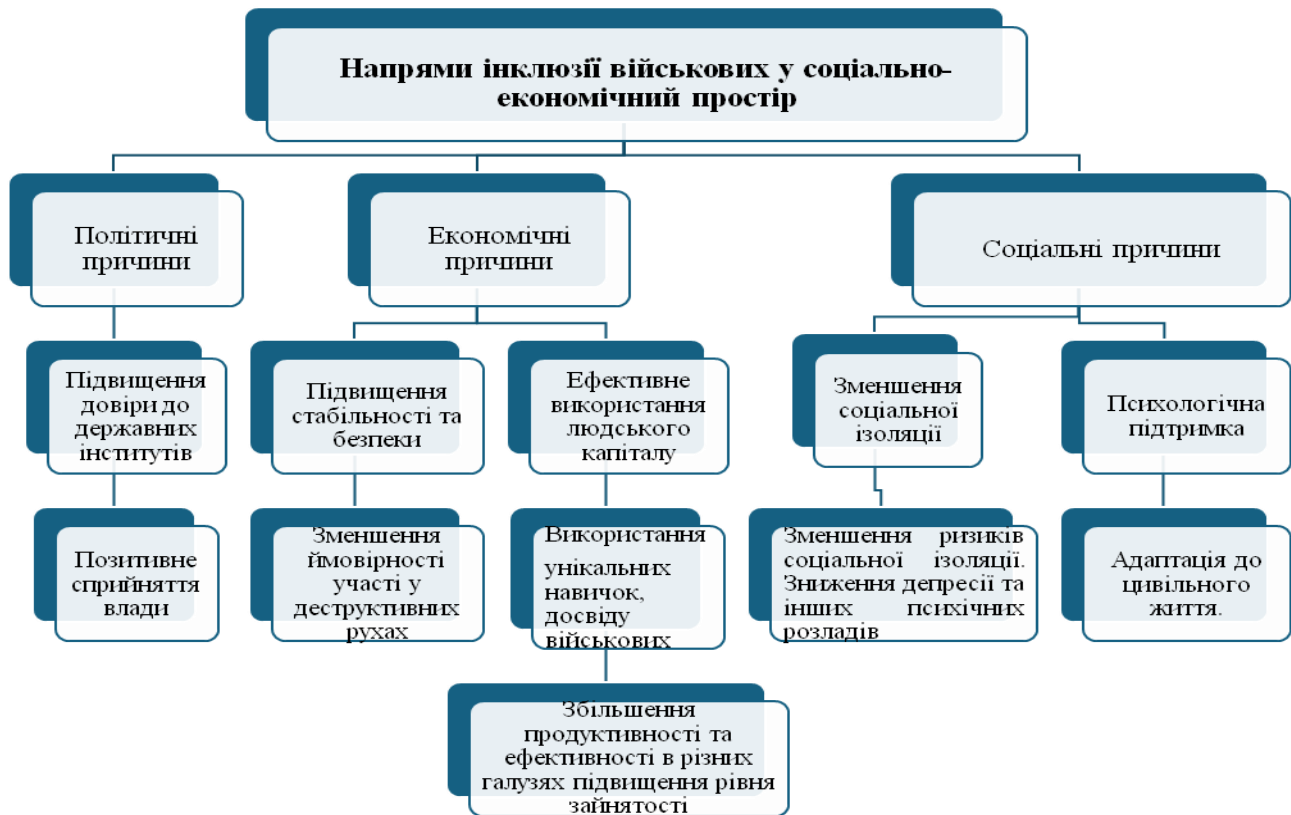 Напрями інклюзії військових у соціально-
економічний простір
Політичні
причини
Економічні
причини
Соціальні причини
Підвищення
довіри до
державних
інститутів
Підвищення
стабільності та
безпеки
Ефективне
використання
людського
капіталу
Зменшення
соціальної
ізоляції
Психологічна
підтримка
Позитивне
сприйняття
влади
Зменшення
ймовірності
участі у
деструктивних
рухах
Використання
унікальних
навичок,
досвіду
військових
Зменшення ризиків
соціальної ізоляції.
Зниження депресії та
інших психічних
розладів
Адаптація до
цивільного
життя.
Збільшення
продуктивності та
ефективності в різних
галузях підвищення рівня
зайнятості